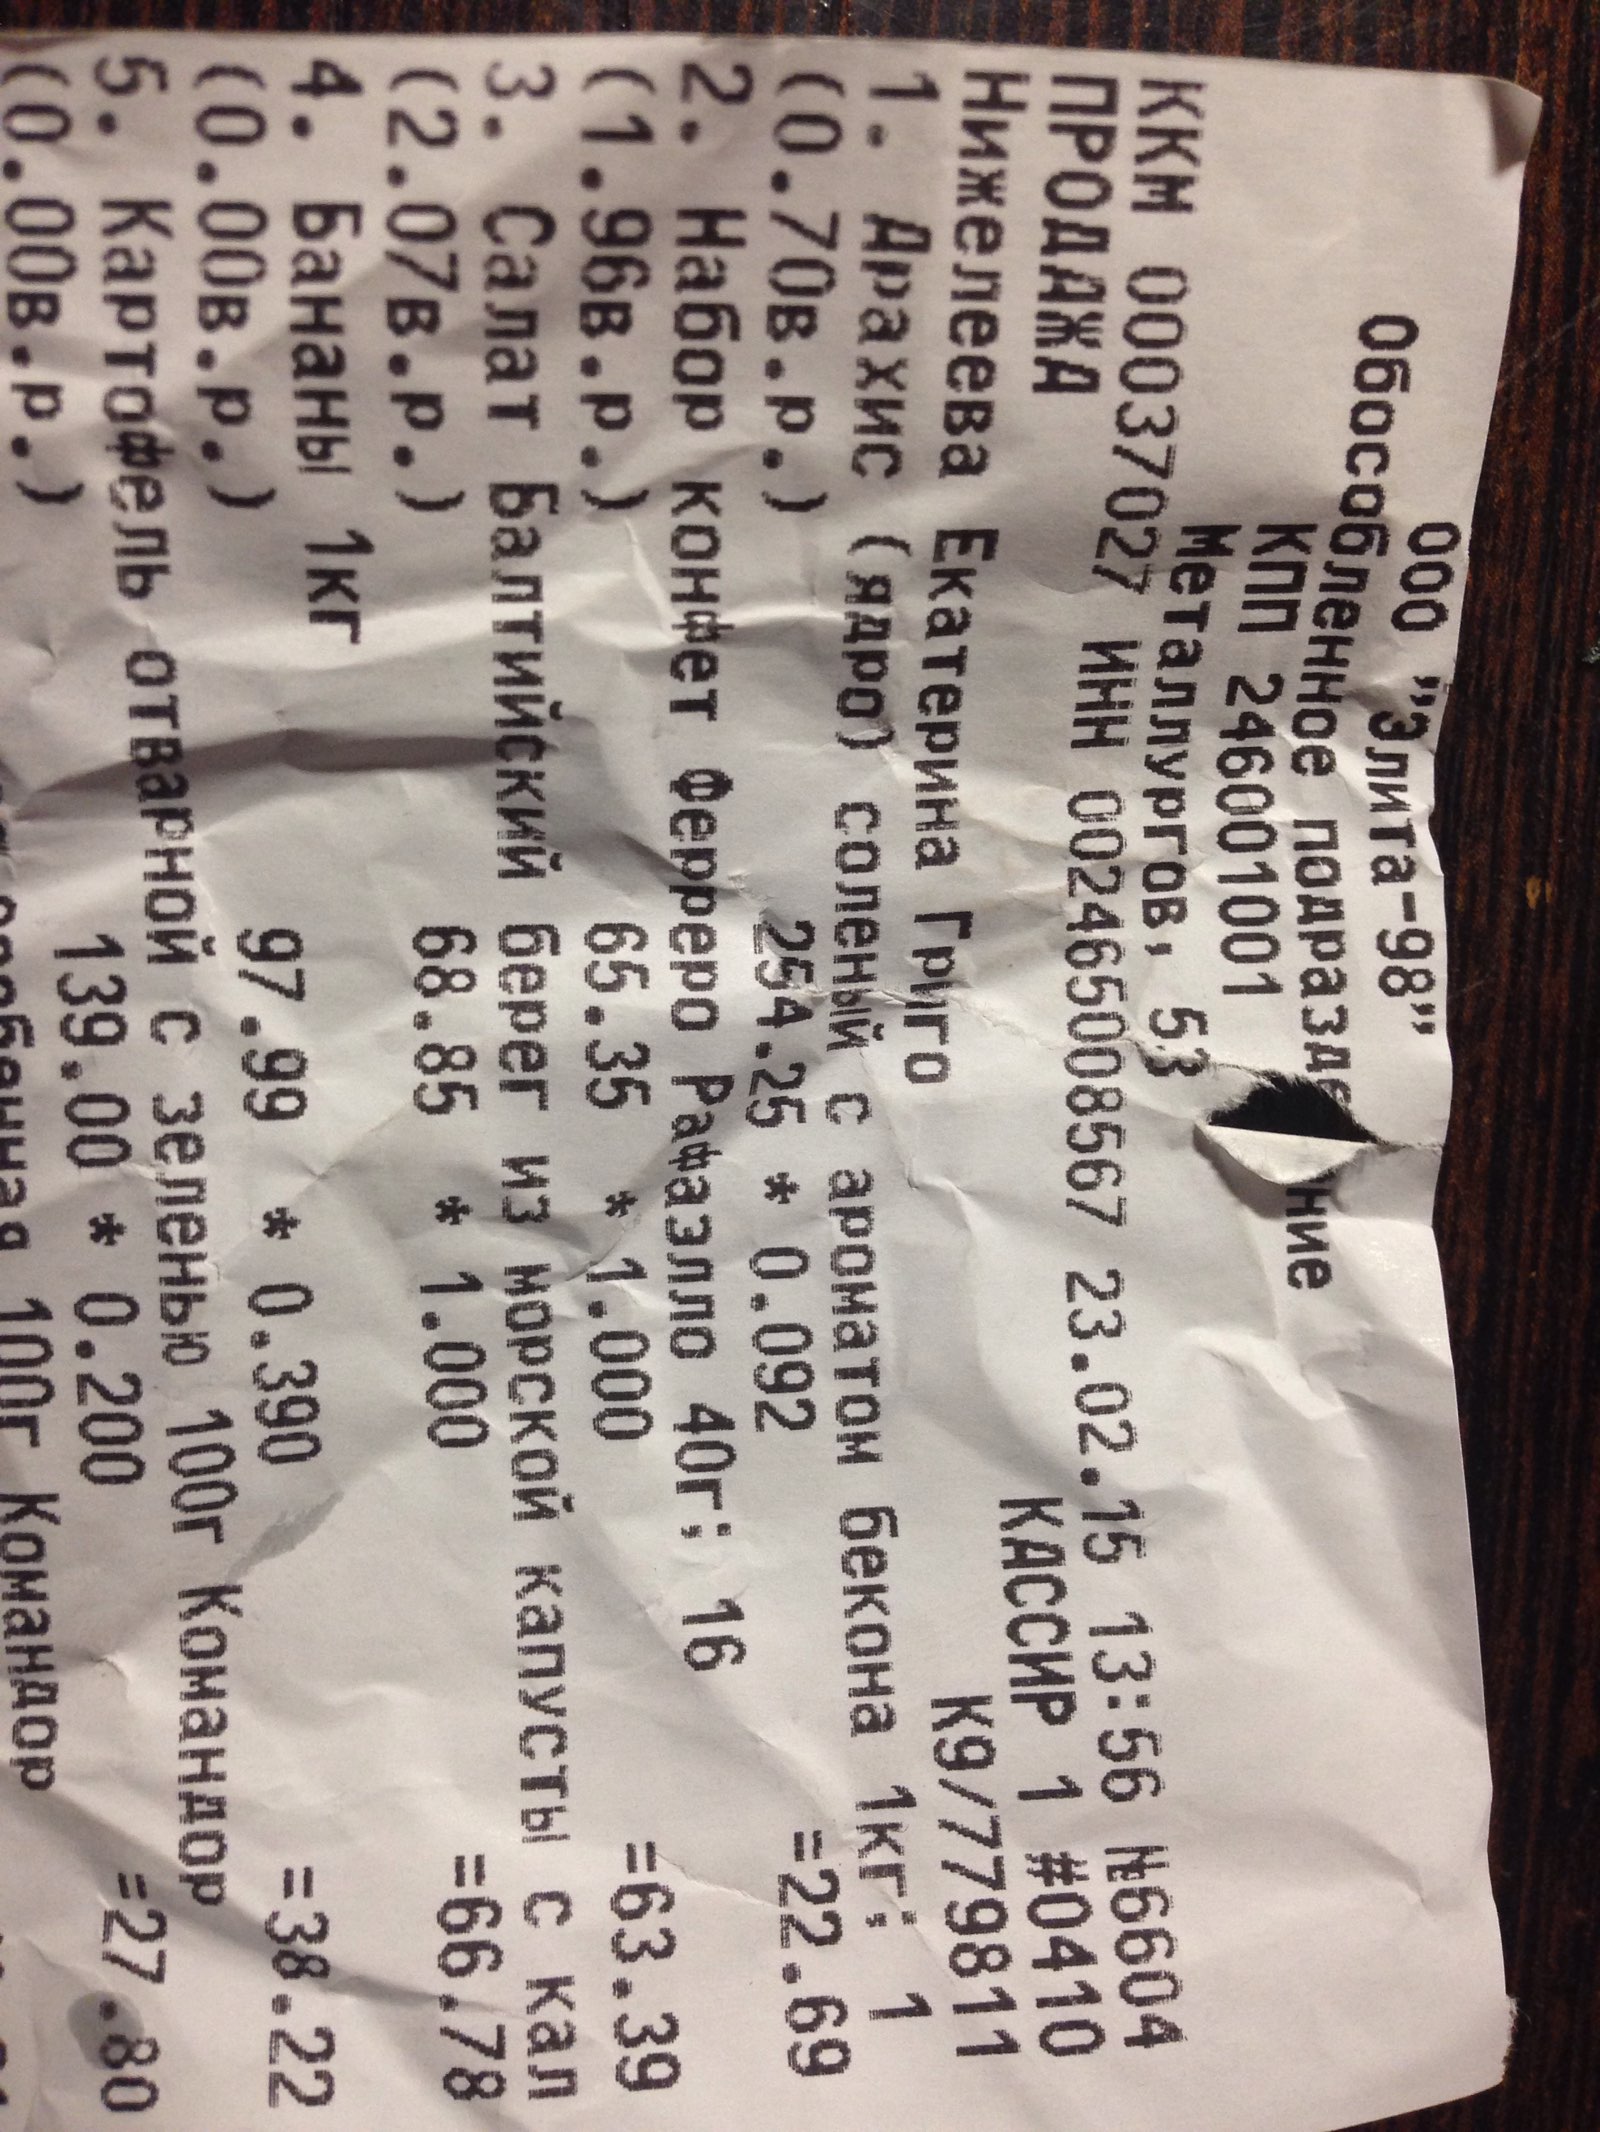 ООО "Элита-98"
Обособленное подразде ние
КПП 246001001
Металлургов, 53
ККМ 00037027 ИНН 002465008567 23.02.15 13:56 №6604
ПРОДАЖА КАССИР 1 #0410
Нижелеева Екатерина Григо К9/779811
1. Арахис (ядро) соленый с ароматом бекона 1кг; 1
(0.70в.р.) 254.25 * 0.092 =22.69
2. Набор конфет Ферреро Рафаэлло 40г; 16
(1.96в.р.) 65.35 * 1.000 =63.39
3. Салат Балтийский берег из морской капусты с кал
(2.07в.р.) 68.85 * 1.000 =66.78
4. Бананы 1кг
(0.00в.р.) 97.99 * 0.390 =38.22
5. Картофель отварной с зеленью 100г Командор
(0.00в.р.) 139.00 * 0.200 =27.80
100г Командор